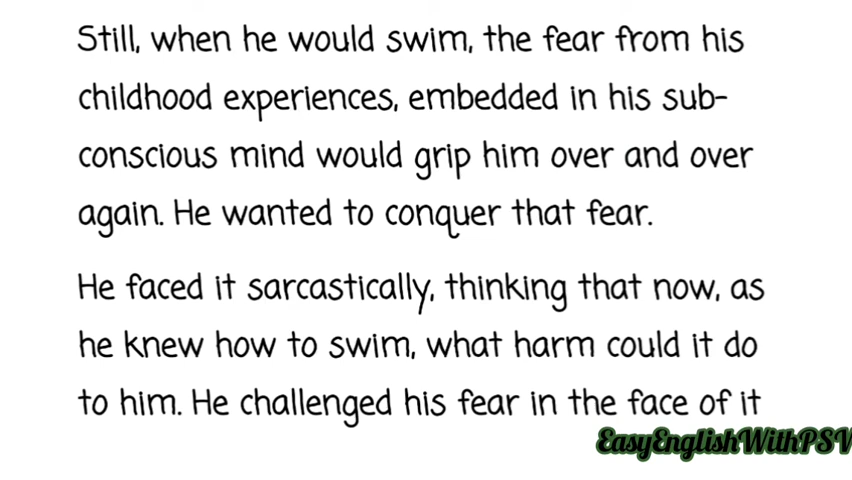 Still, when he would swim, the fear from his
childhood experiences, embedded in his sub-
conscious mind would grip him over and over
again. He wanted to conquer that fear.
He faced it sarcastically, thinking that now, as
he knew how to swim, what harm could it do
to him. He challenged his fear in the face of it
EasyEnglishWithPSV